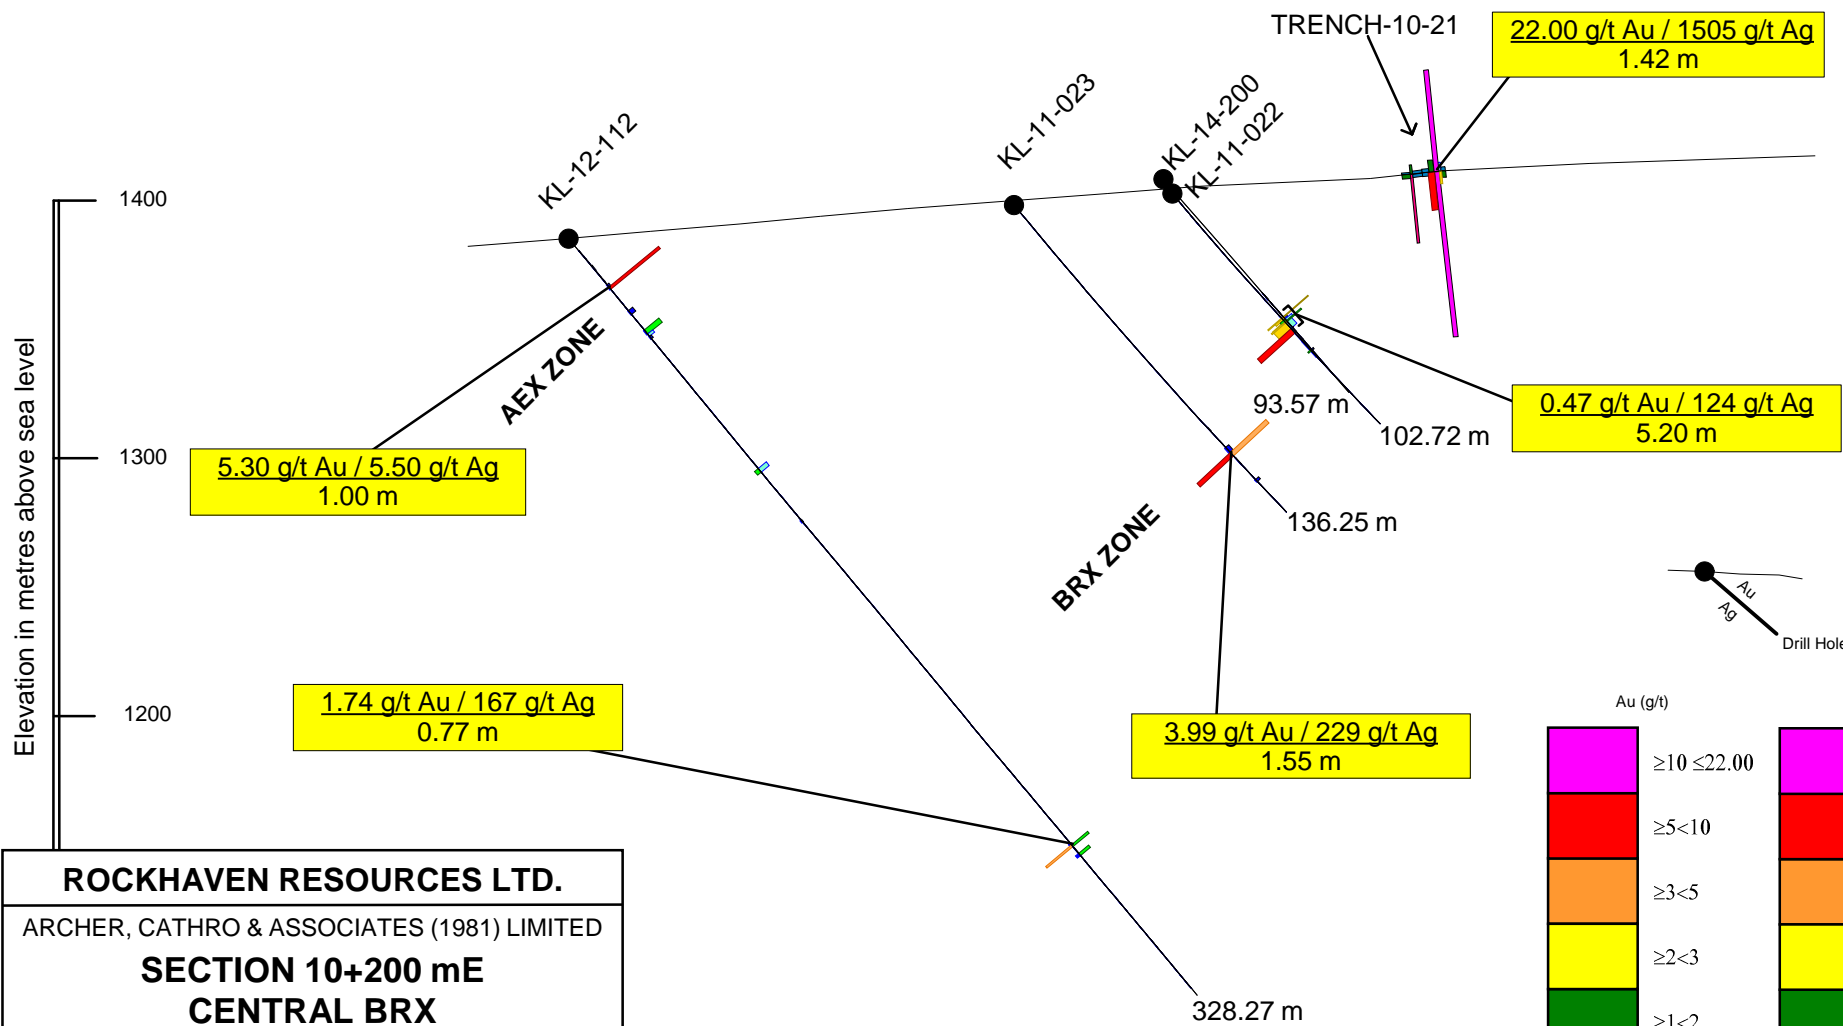 TRENCH-10-21
22.00 g/t Au / 1505 g/t Ag
1.42 m
KL-12-112
KL-11-023
KL-14-200
KL-11-022
1400
1300
1200
Elevation in metres above sea level
AEX ZONE
5.30 g/t Au / 5.50 g/t Ag
1.00 m
93.57 m
102.72 m
0.47 g/t Au / 124 g/t Ag
5.20 m
136.25 m
BRX ZONE
Au
Ag
Drill Hole
1.74 g/t Au / 167 g/t Ag
0.77 m
3.99 g/t Au / 229 g/t Ag
1.55 m
Au (g/t)
≥10 ≤22.00
≥5<10
≥3<5
≥2<3
≥1<2
328.27 m
ROCKHAVEN RESOURCES LTD.
ARCHER, CATHRO & ASSOCIATES (1981) LIMITED
SECTION 10+200 mE
CENTRAL BRX